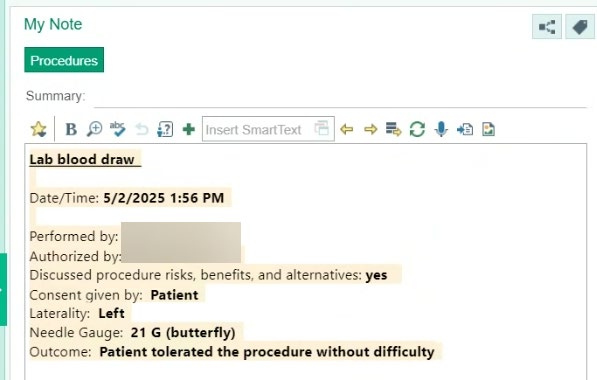 My Note
Procedures
Summary:
B abc ? Insert SmartText
Lab blood draw
Date/Time: 5/2/2025 1:56 PM
Performed by:
Authorized by:
Discussed procedure risks, benefits, and alternatives: yes
Consent given by: Patient
Laterality: Left
Needle Gauge: 21 G (butterfly)
Outcome: Patient tolerated the procedure without difficulty